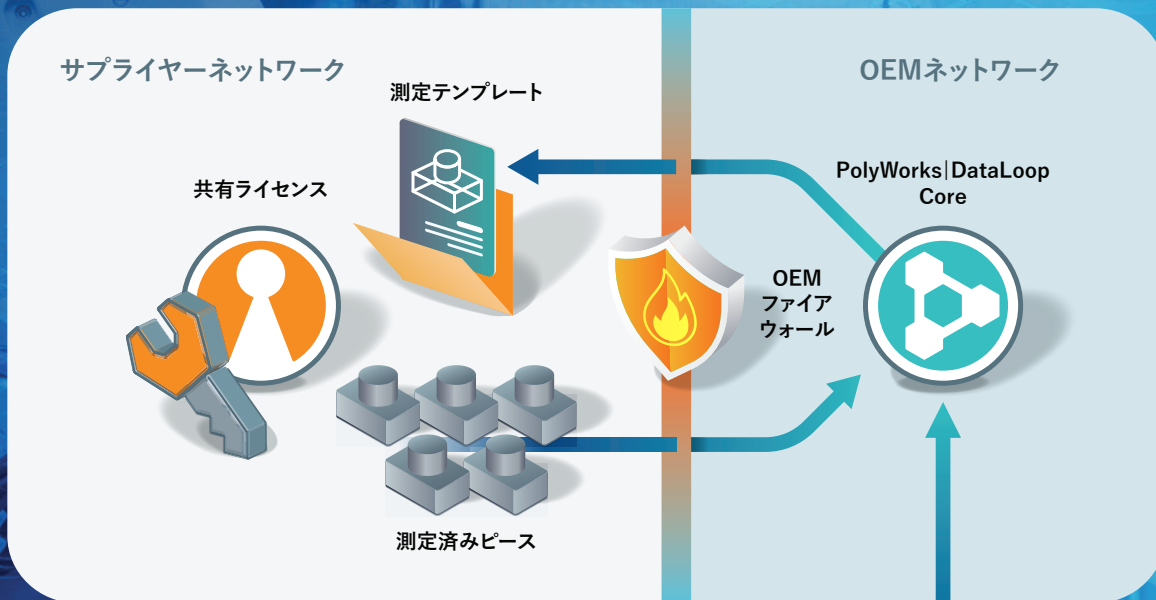 サプライヤーネットワーク
OEMネットワーク
測定テンプレート
PolyWorks|DataLoop
Core
共有ライセンス
OEM
ファイア
ウォール
測定済みピース